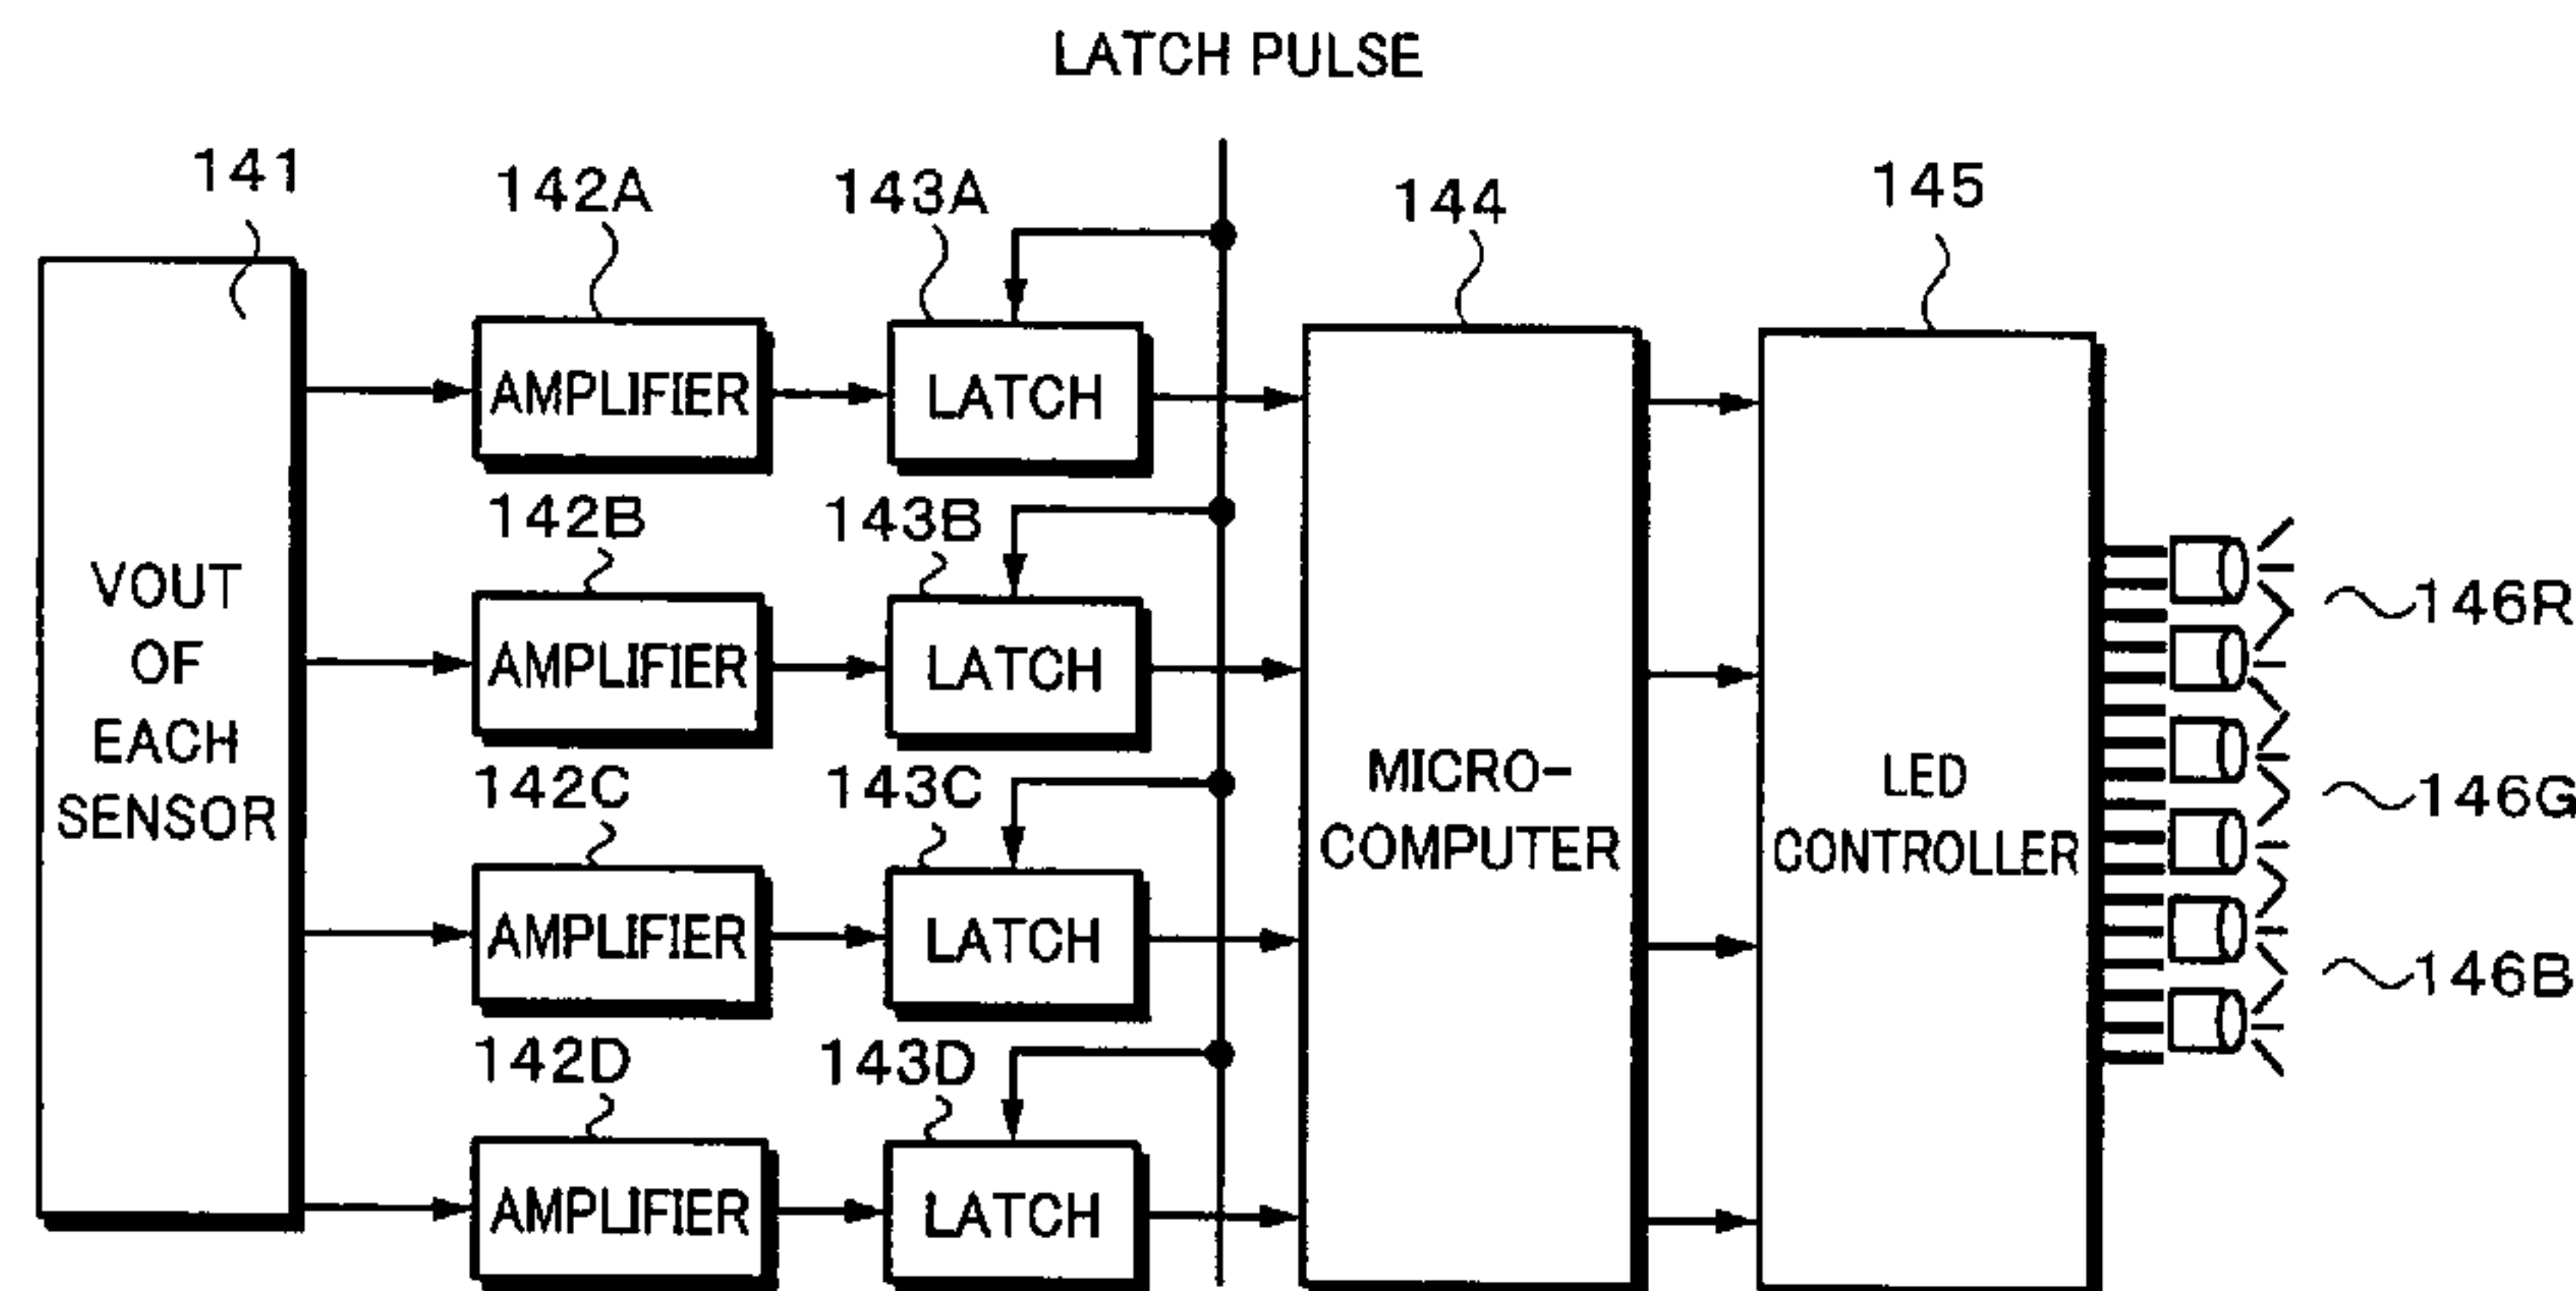 LATCH PULSE
141
142A
143A
144
145
AMPLIFIER
LATCH
142B
143B
VOUT
OF
EACH
SENSOR
AMPLIFIER
LATCH
142C
143C
MICRO-
COMPUTER
LED
CONTROLLER
146R
146G
146B
AMPLIFIER
LATCH
142D
143D
AMPLIFIER
LATCH